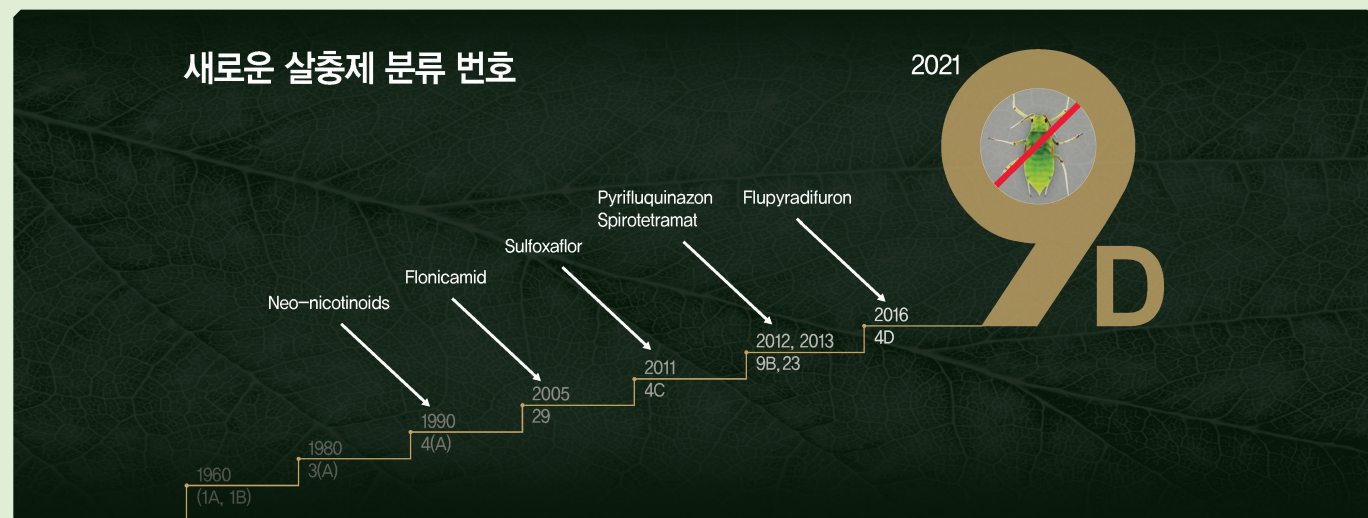 새로운 살충제 분류 번호
2021
9
D
Pyrifluquinazon
Spirotetramat
Flupyradifuron
Sulfoxaflor
Flonicamid
Neo-nicotinoids
2016
4D
2012, 2013
9B, 23
2011
4C
2005
29
1990
4(A)
1980
3(A)
1960
(1A, 1B)